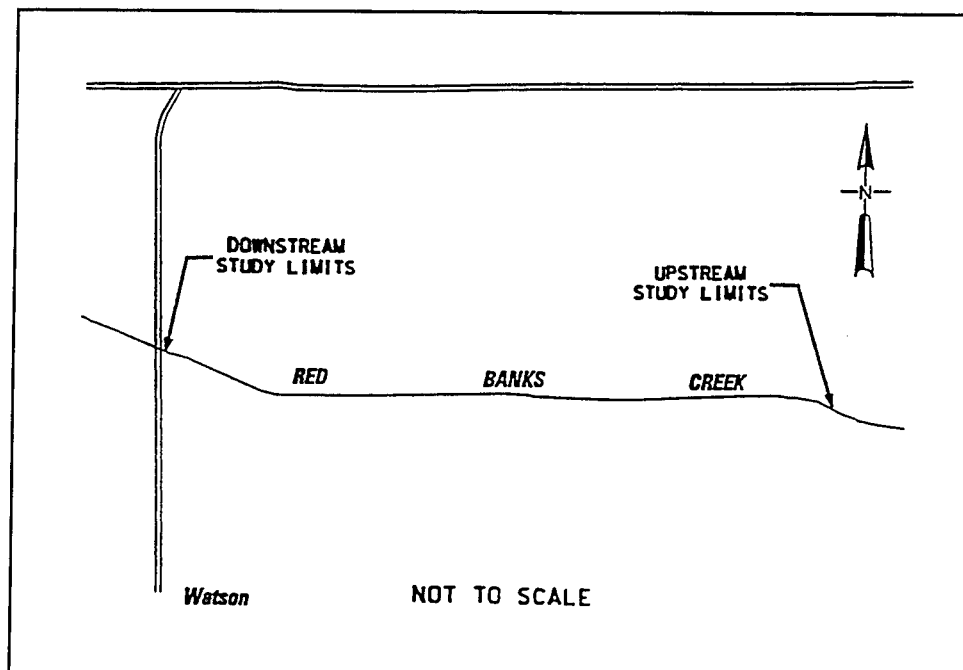 N
DOWNSTREAM
STUDY LIMITS
UPSTREAM
STUDY LIMITS
RED BANKS CREEK
Watson
NOT TO SCALE